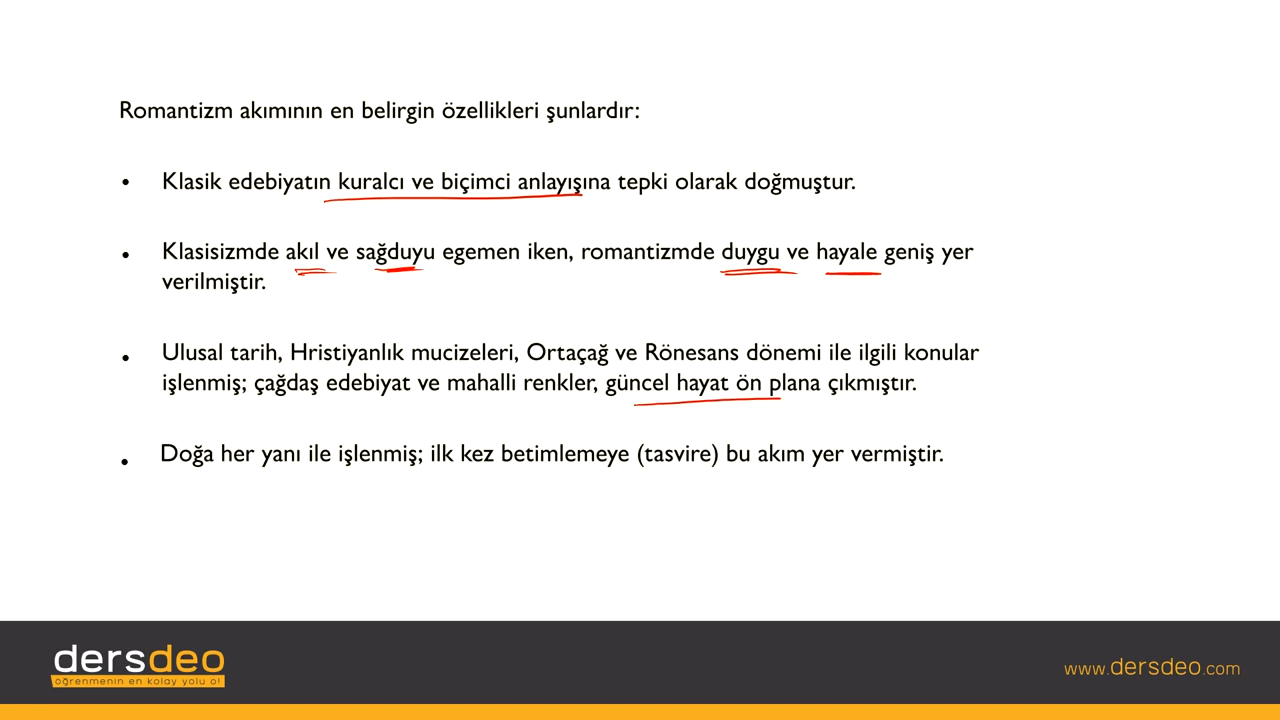 Romantizm akımının en belirgin özellikleri şunlardır:
• Klasik edebiyatın kuralcı ve biçimci anlayışına tepki olarak doğmuştur.
• Klasisizmde akıl ve sağduyu egemen iken, romantizmde duygu ve hayale geniş yer
verilmiştir.
• Ulusal tarih, Hristiyanlık mucizeleri, Ortaçağ ve Rönesans dönemi ile ilgili konular
işlenmiş; çağdaş edebiyat ve mahalli renkler, güncel hayat ön plana çıkmıştır.
• Doğa her yanı ile işlenmiş; ilk kez betimlemeye (tasvire) bu akım yer vermiştir.
dersdeo
öğrenmenin en kolay yolu o!
www.dersdeo.com